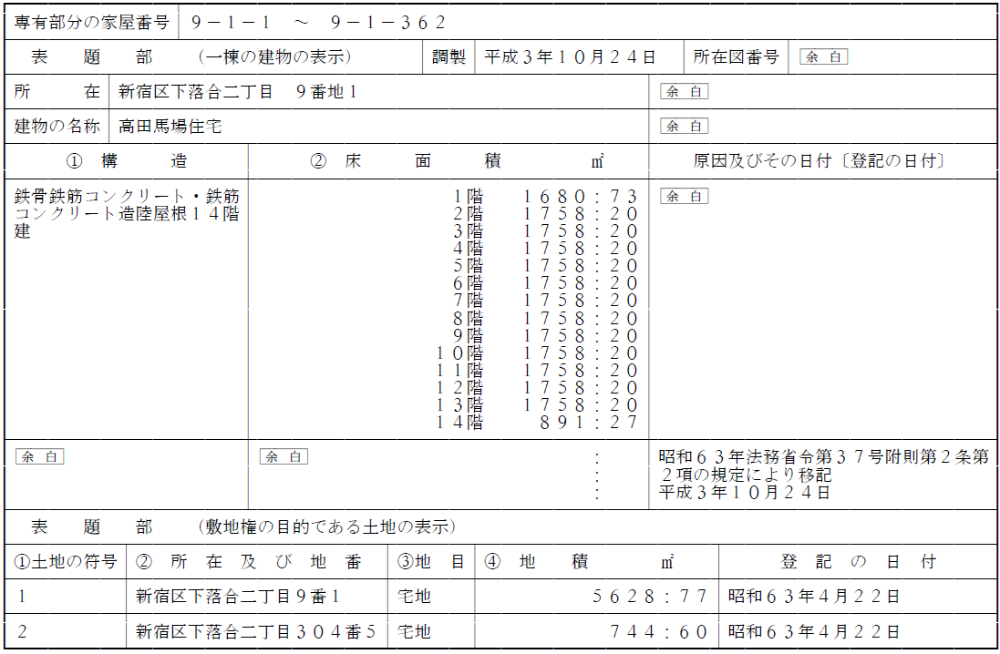 専有部分の家屋番号 ９－１－１　～　９－１－３６２
表　題　部　（一棟の建物の表示） 調製 平成３年１０月２４日 所在図番号 余白
所　在 新宿区下落合二丁目　９番地１ 余白
建物の名称 高田馬場住宅 余白
①　構　造 ②　床　面　積　㎡ 原因及びその日付〔登記の日付〕
鉄骨鉄筋コンクリート・鉄筋 １階　１６８０：７３ 余白
コンクリート造陸屋根１４階 ２階　１７５８：２０
建 ３階　１７５８：２０
４階　１７５８：２０
５階　１７５８：２０
６階　１７５８：２０
７階　１７５８：２０
８階　１７５８：２０
９階　１７５８：２０
１０階　１７５８：２０
１１階　１７５８：２０
１２階　１７５８：２０
１３階　１７５８：２０
１４階　８９１：２７
余白 余白 ： 昭和６３年法務省令第３７号附則第２条第
： ２項の規定により移記
： 平成３年１０月２４日
表　題　部　（敷地権の目的である土地の表示）
①土地の符号 ②　所　在　及　び　地　番 ③地　目 ④　地　積　㎡ 登　記　の　日　付
１ 新宿区下落合二丁目９番１ 宅地 ５６２８：７７ 昭和６３年４月２２日
２ 新宿区下落合二丁目３０４番５ 宅地 ７４４：６０ 昭和６３年４月２２日